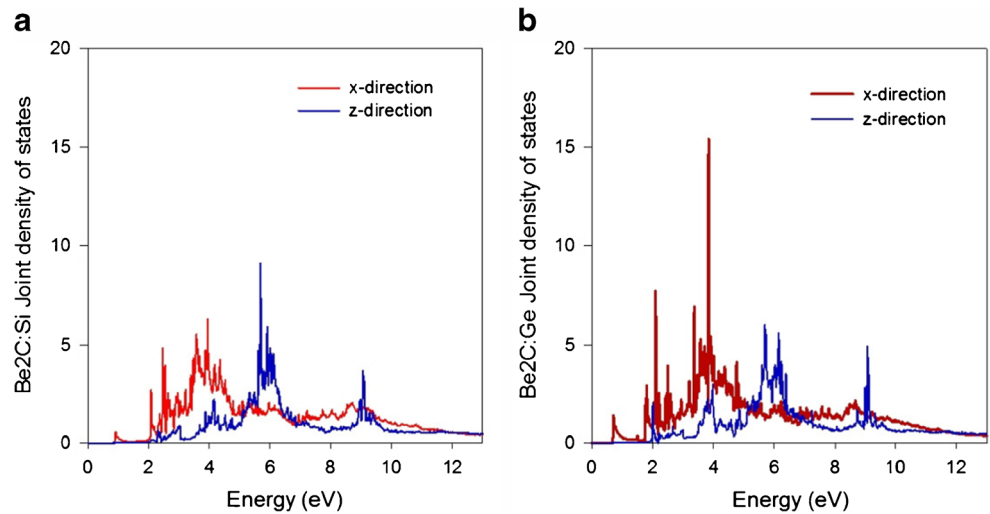 a
Be2C:Si Joint density of states
20
15
10
5
0
x-direction
z-direction
0 2 4 6 8 10 12
Energy (eV)
b
Be2C:Ge Joint density of states
20
15
10
5
0
x-direction
z-direction
0 2 4 6 8 10 12
Energy (eV)